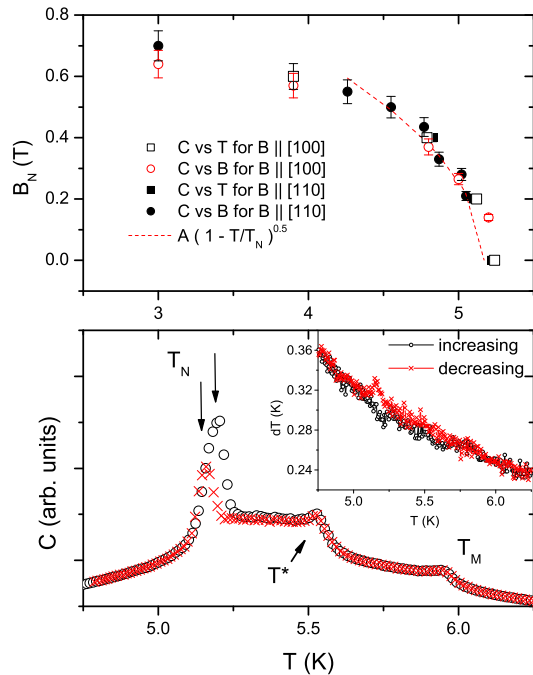 0.8
0.6
0.4
0.2
0.0
B_N (T)
C vs T for B || [100]
C vs B for B || [100]
C vs T for B || [110]
C vs B for B || [110]
A ( 1 - T/T_N )^0.5
3 4 5
C (arb. units)
T_N
T*
T_M
increasing
decreasing
0.36
0.32
0.28
0.24
dT (K)
5.0 5.5 6.0
T (K)
5.0 5.5 6.0
T (K)